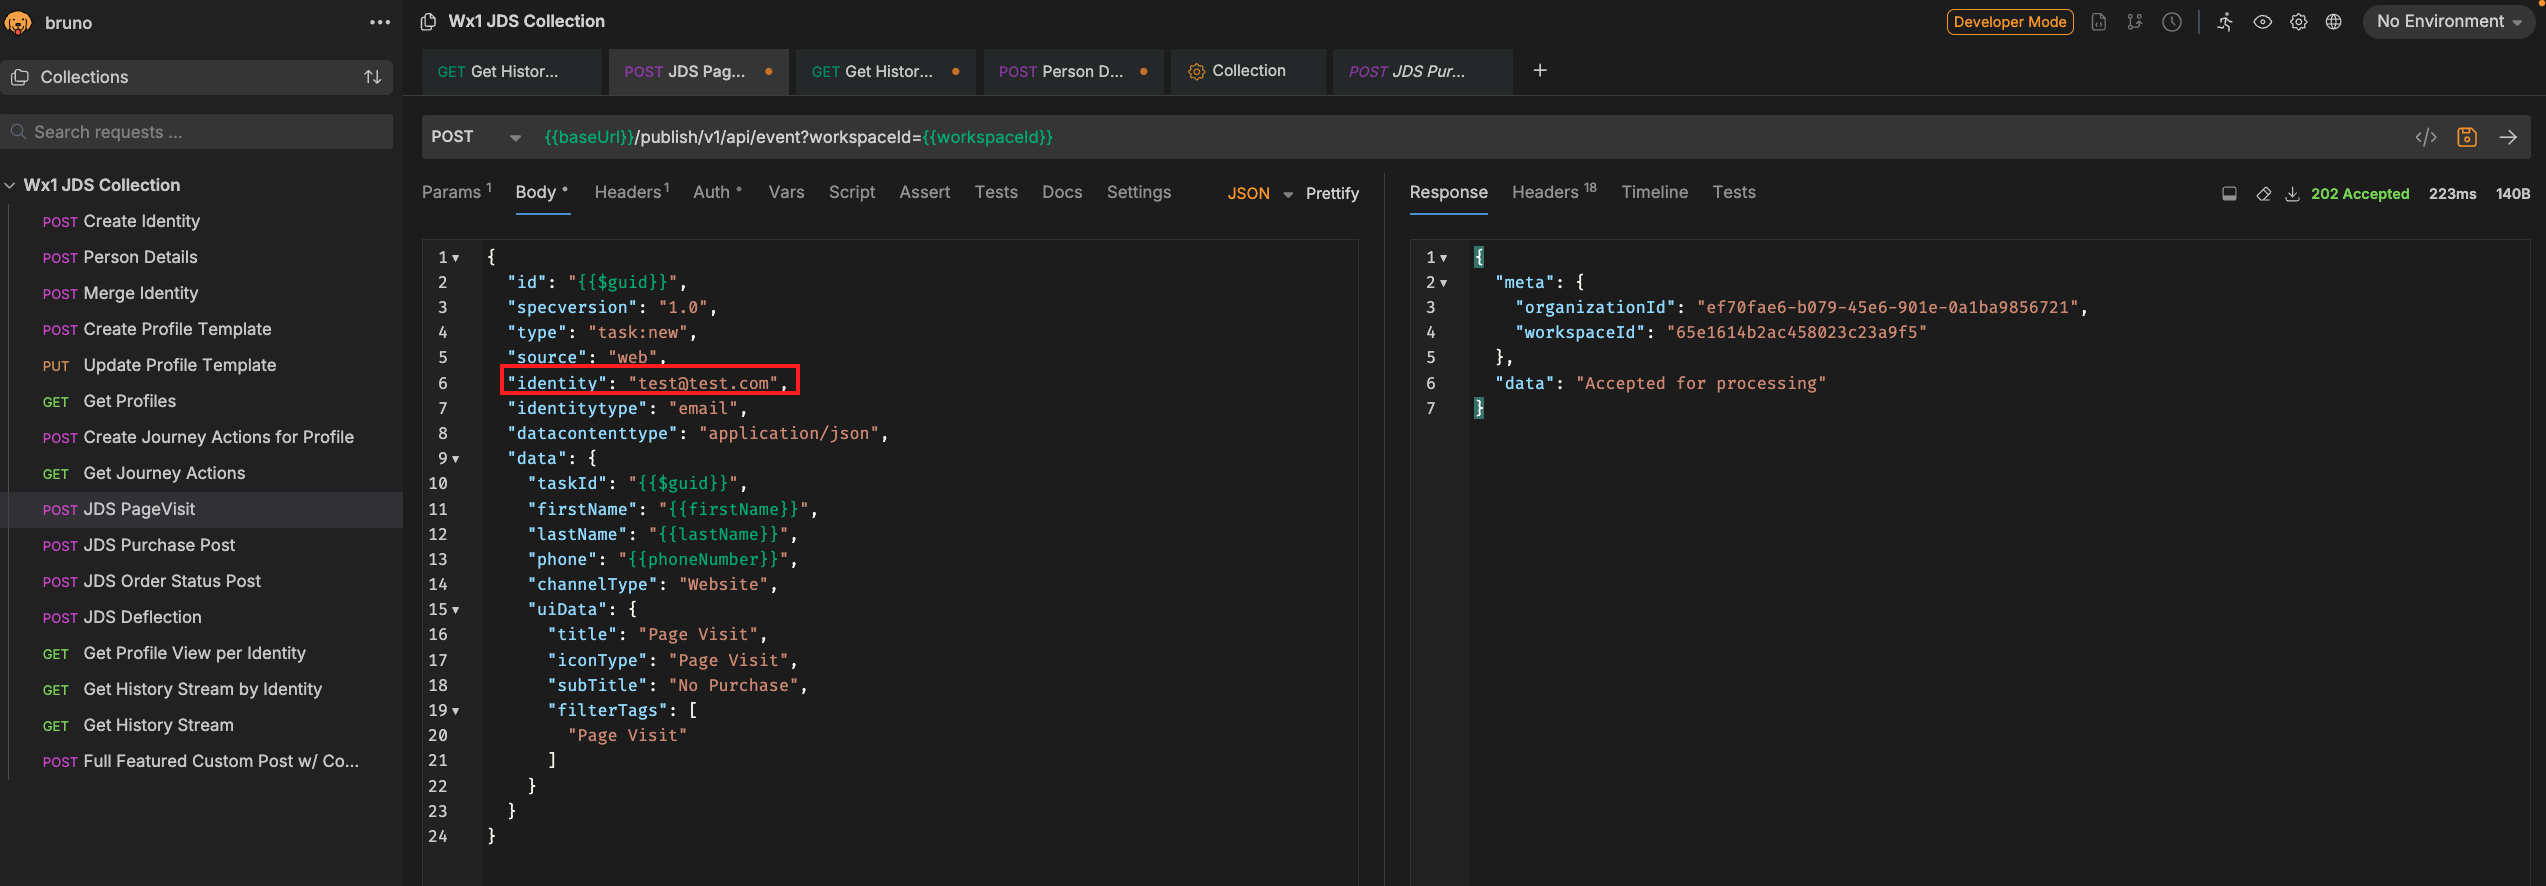 bruno
Collections
Search requests ...
Wx1 JDS Collection
POST Create Identity
POST Person Details
POST Merge Identity
POST Create Profile Template
PUT Update Profile Template
GET Get Profiles
POST Create Journey Actions for Profile
GET Get Journey Actions
POST JDS PageVisit
POST JDS Purchase Post
POST JDS Order Status Post
POST JDS Deflection
GET Get Profile View per Identity
GET Get History Stream by Identity
GET Get History Stream
POST Full Featured Custom Post w/ Co...
Wx1 JDS Collection
Developer Mode
No Environment
GET Get Histor...
POST JDS Pag...
GET Get Histor...
POST Person D...
Collection
POST JDS Pur...
+
POST {{baseUrl}}/publish/v1/api/event?workspaceId={{workspaceId}}
Params 1 Body Headers 1 Auth Vars Script Assert Tests Docs Settings JSON Prettify
1 {
2 "id": "{{$guid}}",
3 "specversion": "1.0",
4 "type": "task:new",
5 "source": "web",
6 "identity": "test@test.com",
7 "identitytype": "email",
8 "datacontenttype": "application/json",
9 "data": {
10 "taskId": "{{$guid}}",
11 "firstName": "{{firstName}}",
12 "lastName": "{{lastName}}",
13 "phone": "{{phoneNumber}}",
14 "channelType": "Website",
15 "uiData": {
16 "title": "Page Visit",
17 "iconType": "Page Visit",
18 "subTitle": "No Purchase",
19 "filterTags": [
20 "Page Visit"
21 ]
22 }
23 }
24 }
Response Headers 18 Timeline Tests 202 Accepted 223ms 140B
1 {
2 "meta": {
3 "organizationId": "ef70fae6-b079-45e6-901e-0a1ba9856721",
4 "workspaceId": "65e1614b2ac458023c23a9f5"
5 },
6 "data": "Accepted for processing"
7 }